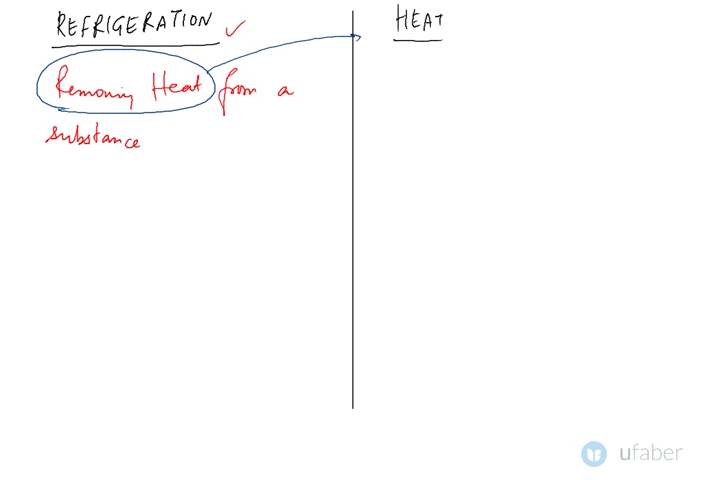 REFRIGERATION
Removing Heat from a
substance
HEAT
ufaber